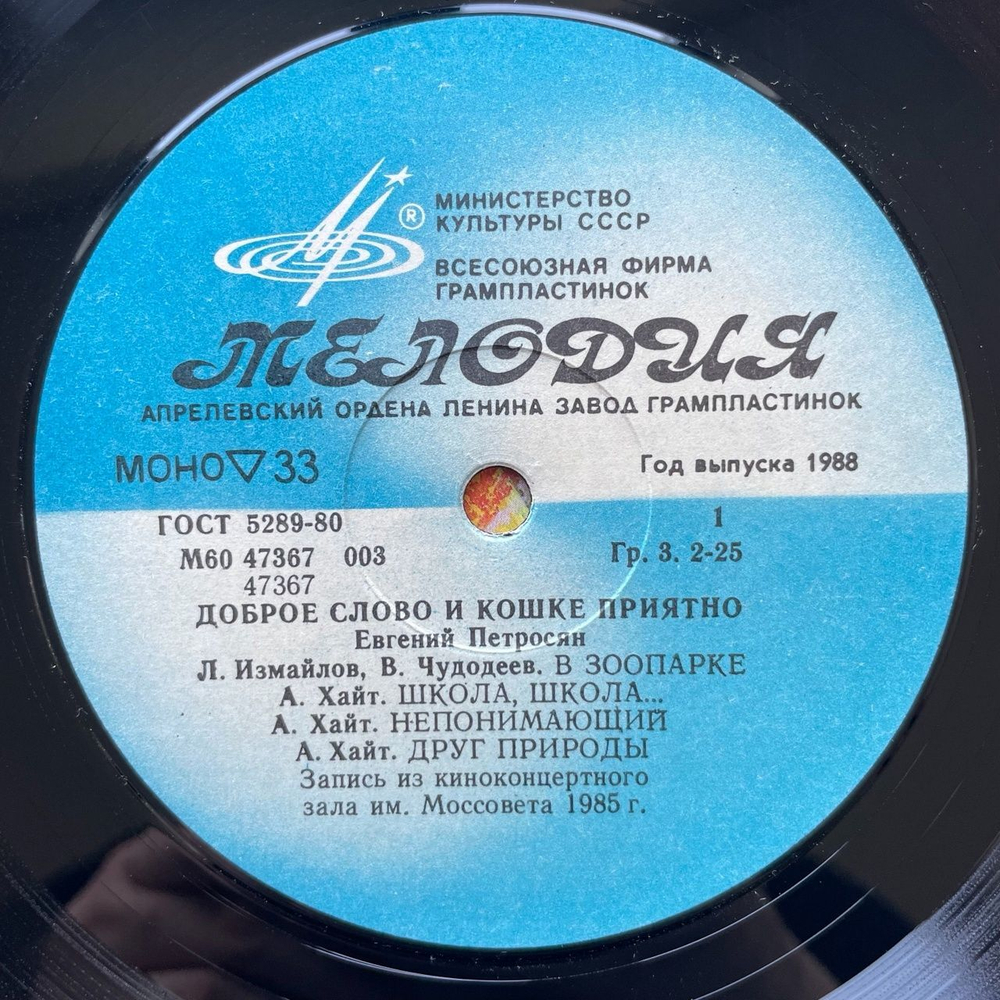 ®
МИНИСТЕРСТВО
КУЛЬТУРЫ СССР
ВСЕСОЮЗНАЯ ФИРМА
ГРАМПЛАСТИНОК
МЕЛОДИЯ
АПРЕЛЕВСКИЙ ОРДЕНА ЛЕНИНА ЗАВОД ГРАМПЛАСТИНОК
МОНО▽33 Год выпуска 1988
ГОСТ 5289-80 1
М60 47367 003 Гр. 3. 2-25
47367
ДОБРОЕ СЛОВО И КОШКЕ ПРИЯТНО
Евгений Петросян
Л. Измайлов, В. Чудодеев. В ЗООПАРКЕ
А. Хайт. ШКОЛА, ШКОЛА...
А. Хайт. НЕПОНИМАЮЩИЙ
А. Хайт. ДРУГ ПРИРОДЫ
Запись из киноконцертного
зала им. Моссовета 1985 г.